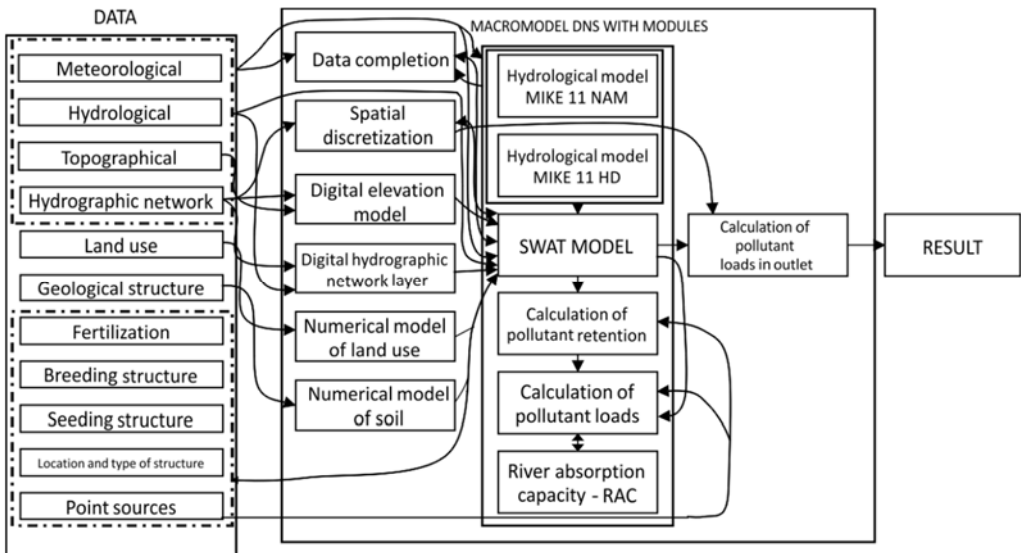 DATA
Meteorological
Hydrological
Topographical
Hydrographic network
Land use
Geological structure
Fertilization
Breeding structure
Seeding structure
Location and type of structure
Point sources
MACROMODEL DNS WITH MODULES
Data completion
Spatial
discretization
Digital elevation
model
Digital hydrographic
network layer
Numerical model
of land use
Numerical model
of soil
Hydrological model
MIKE 11 NAM
Hydrological model
MIKE 11 HD
SWAT MODEL
Calculation of
pollutant retention
Calculation of
pollutant loads
River absorption
capacity - RAC
Calculation of
pollutant
loads in outlet
RESULT